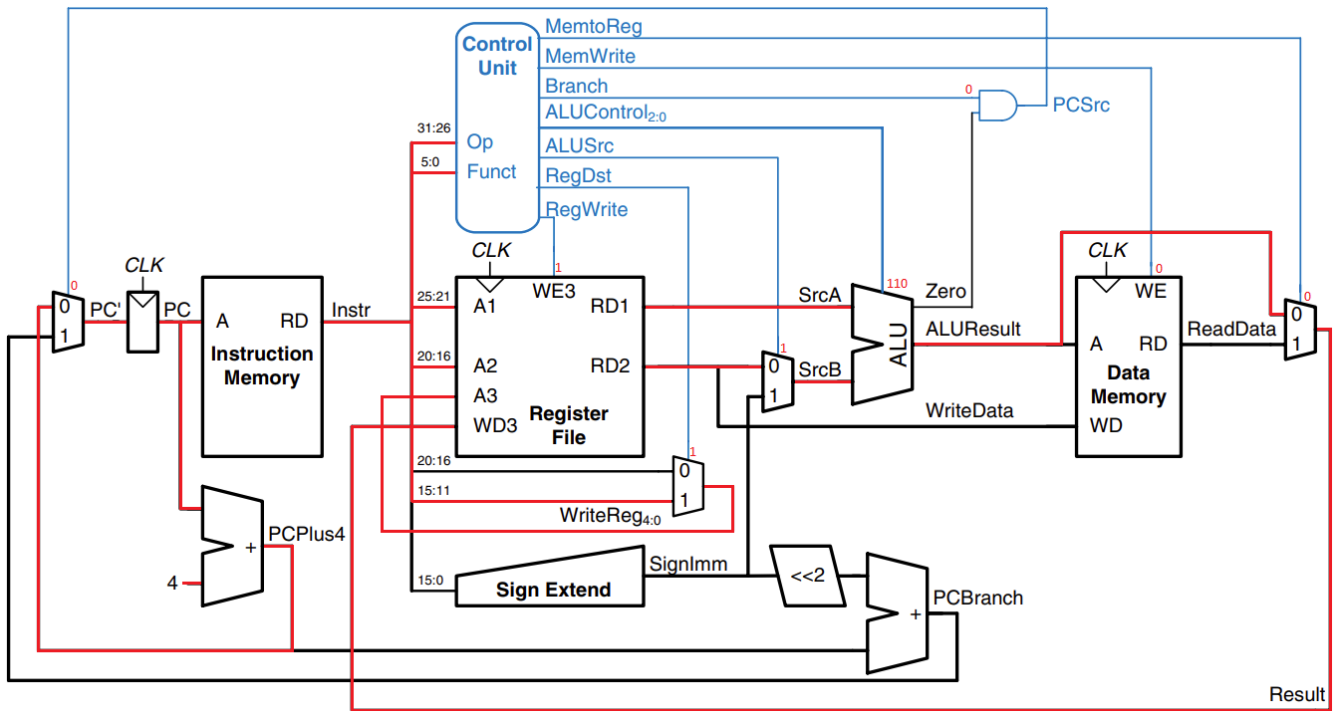 MemtoReg
Control
Unit
MemWrite
Branch
0
PCSrc
ALUControl2:0
31:26
Op
ALUSrc
5:0
Funct
RegDst
RegWrite
CLK
CLK
CLK
0
1
1
110
0
0
0
1
PC'
PC
A
RD
Instr
Instruction
Memory
25:21
A1
WE3
RD1
SrcA
20:16
A2
RD2
0
1
SrcB
A3
WD3
Register
File
ALU
Zero
ALUResult
WE
A
RD
Data
Memory
ReadData
0
1
WriteData
WD
20:16
1
0
15:11
1
WriteReg4:0
PCPlus4
+
4
15:0
Sign Extend
SignImm
<<2
+
PCBranch
Result